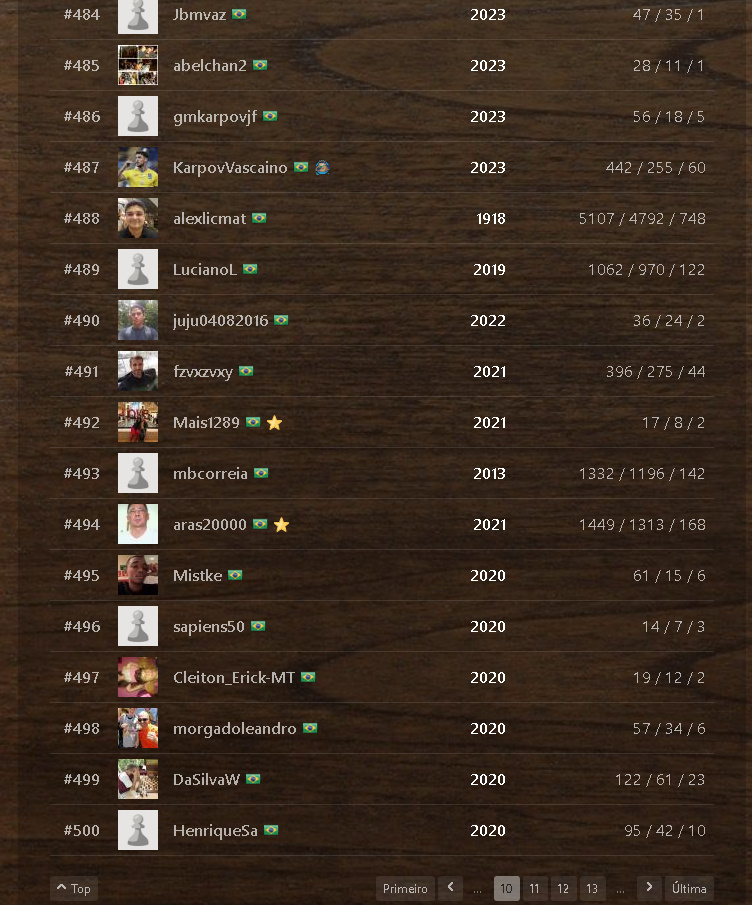 #484 Jbmvaz 2023 47 / 35 / 1
#485 abelchan2 2023 28 / 11 / 1
#486 gmkarpovjf 2023 56 / 18 / 5
#487 KarpovVascaino 2023 442 / 255 / 60
#488 alexlicmat 1918 5107 / 4792 / 748
#489 LucianoL 2019 1062 / 970 / 122
#490 juju04082016 2022 36 / 24 / 2
#491 fzvxzvxy 2021 396 / 275 / 44
#492 Mais1289 2021 17 / 8 / 2
#493 mbcorreia 2013 1332 / 1196 / 142
#494 aras20000 2021 1449 / 1313 / 168
#495 Mistke 2020 61 / 15 / 6
#496 sapiens50 2020 14 / 7 / 3
#497 Cleiton_Erick-MT 2020 19 / 12 / 2
#498 morgadoleandro 2020 57 / 34 / 6
#499 DaSilvaW 2020 122 / 61 / 23
#500 HenriqueSa 2020 95 / 42 / 10
Top Primeiro ... 10 11 12 13 ... Última